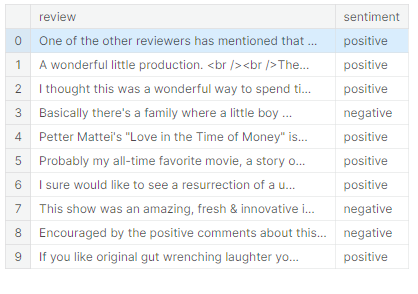 review sentiment
0 One of the other reviewers has mentioned that ... positive
1 A wonderful little production. <br /><br />The... positive
2 I thought this was a wonderful way to spend ti... positive
3 Basically there's a family where a little boy ... negative
4 Petter Mattei's "Love in the Time of Money" is... positive
5 Probably my all-time favorite movie, a story o... positive
6 I sure would like to see a resurrection of a u... positive
7 This show was an amazing, fresh & innovative i... negative
8 Encouraged by the positive comments about this... negative
9 If you like original gut wrenching laughter yo... positive